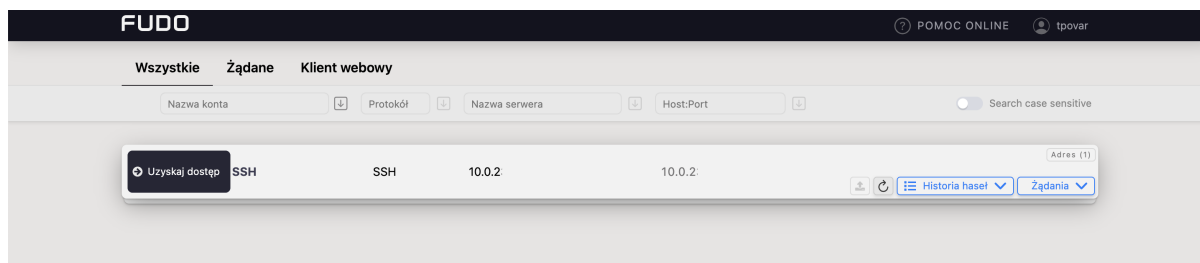 FUDO
POMOC ONLINE tpovar
Wszystkie Żądane Klient webowy
Nazwa konta Protokół Nazwa serwera Host:Port Search case sensitive
Adres (1)
Uzyskaj dostęp SSH SSH 10.0.2: 10.0.2:
Historia haseł Żądania